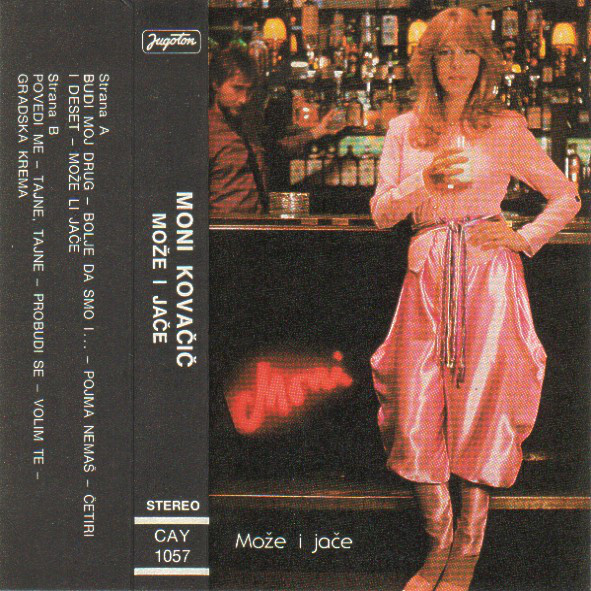 Strana A
BUDI MOJ DRUG – BOLJE DA SMO I... – POJMA NEMAŠ – ČETIRI
I DESET – MOŽE LI JAČE
Strana B
POVEDI ME – TAJNE, TAJNE – PROBUDI SE – VOLIM TE –
GRADSKA KREMA
Jugoton
MONI KOVAČIČ
MOŽE I JAČE
STEREO
CAY
1057
Moni
Može i jače